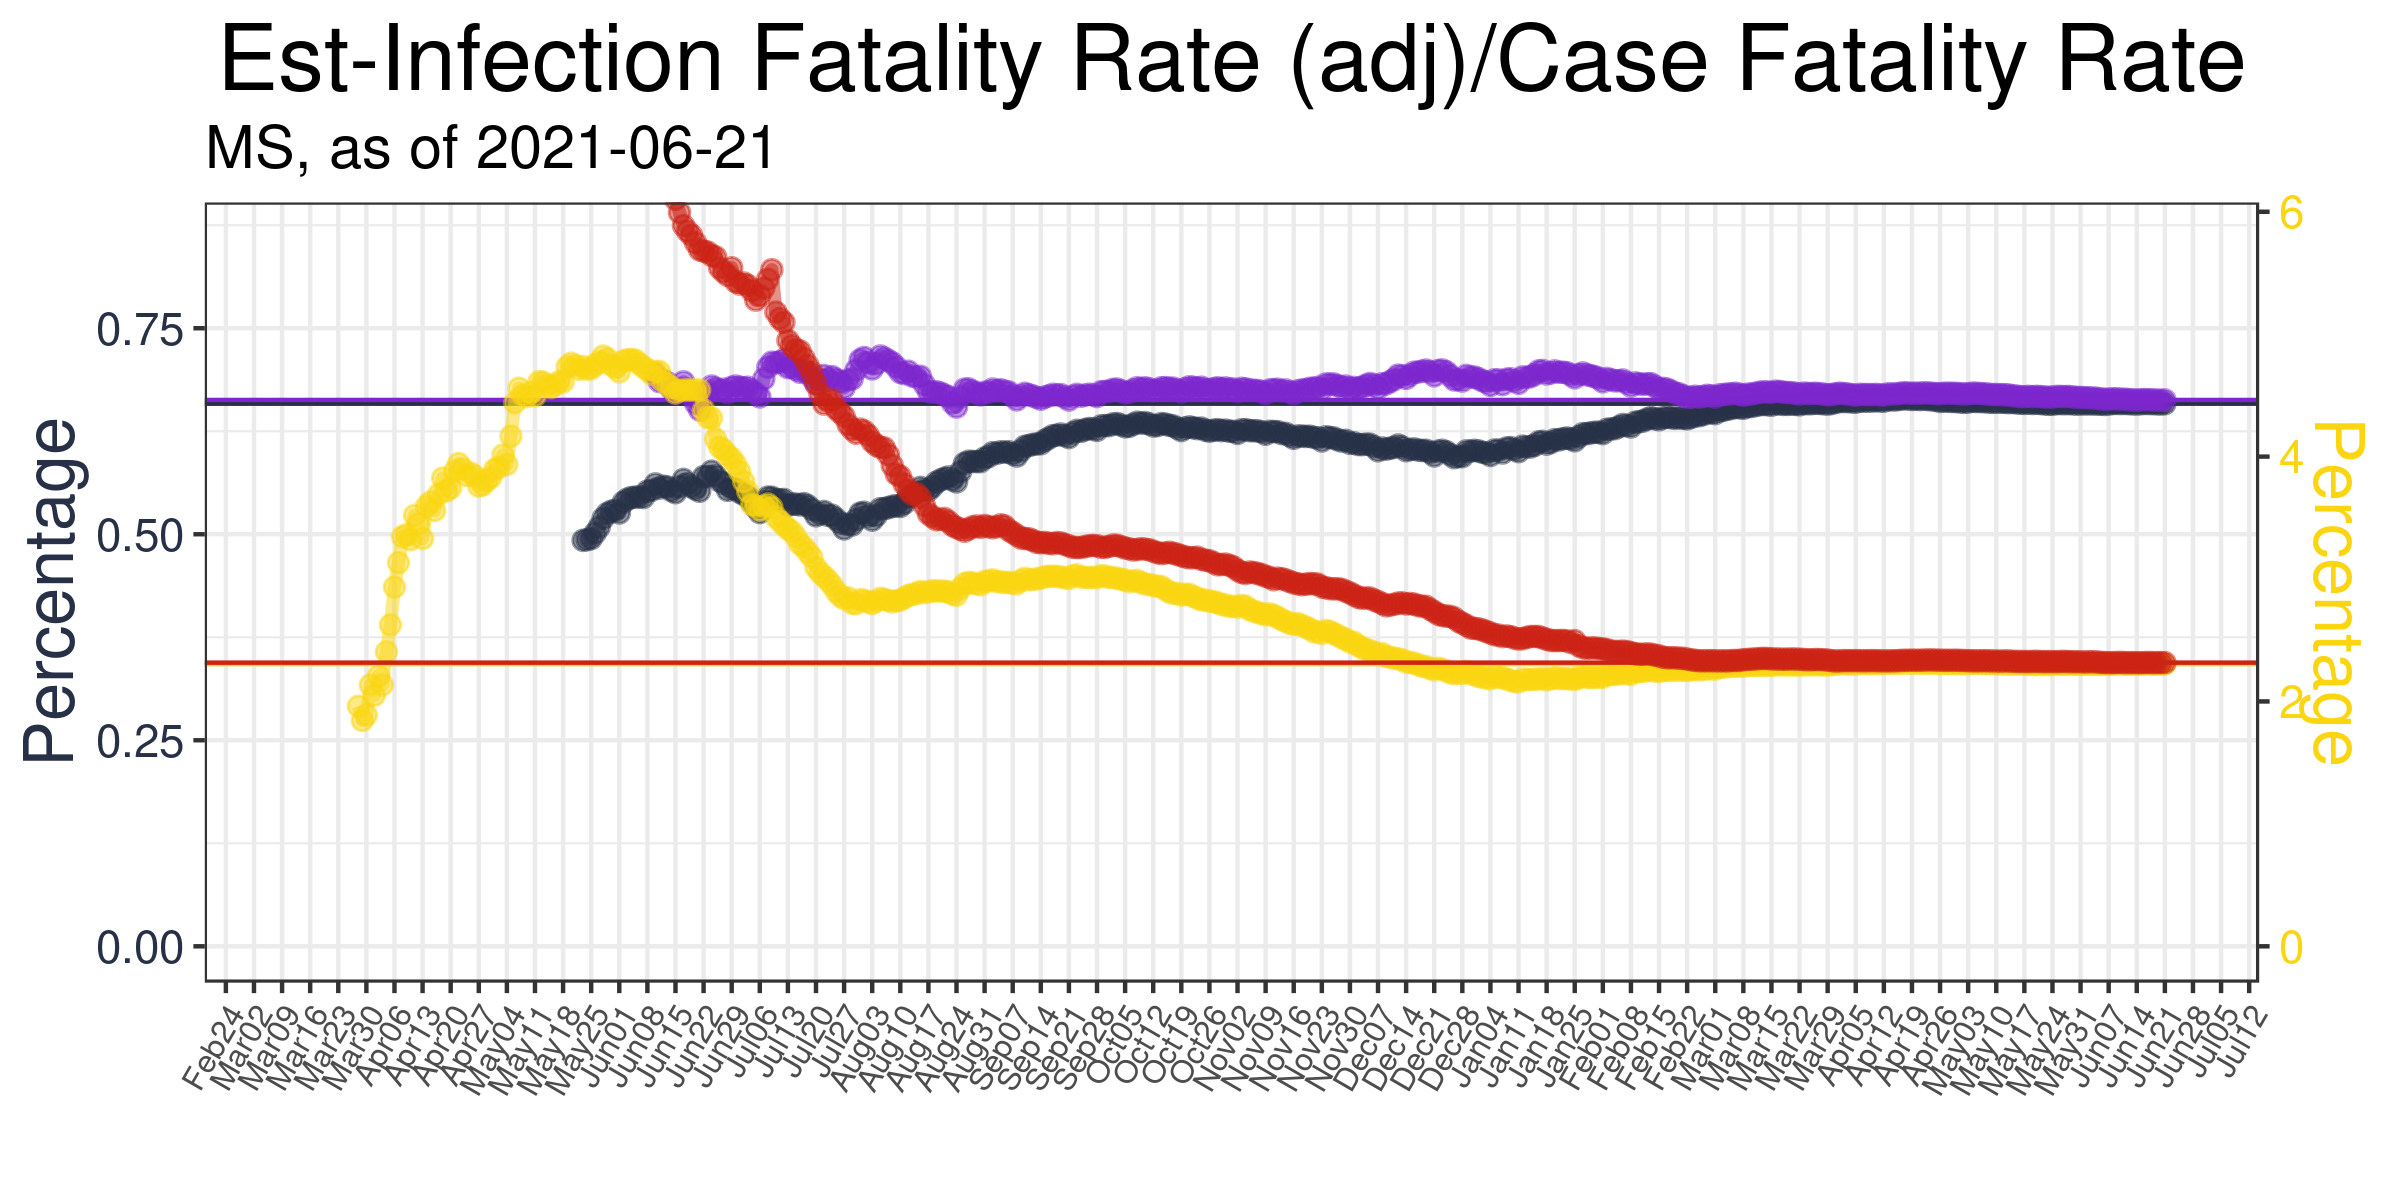 Est-Infection Fatality Rate (adj)/Case Fatality Rate
MS, as of 2021-06-21
Percentage
0.75
0.50
0.25
0.00
6
4
2
0
Percentage
Feb24
Mar02
Mar09
Mar16
Mar23
Mar30
Apr06
Apr13
Apr20
Apr27
May04
May11
May18
May25
Jun01
Jun08
Jun15
Jun22
Jun29
Jul06
Jul13
Jul20
Jul27
Aug03
Aug10
Aug17
Aug24
Aug31
Sep07
Sep14
Sep21
Sep28
Oct05
Oct12
Oct19
Oct26
Nov02
Nov09
Nov16
Nov23
Nov30
Dec07
Dec14
Dec21
Dec28
Jan04
Jan11
Jan18
Jan25
Feb01
Feb08
Feb15
Feb22
Mar01
Mar08
Mar15
Mar22
Mar29
Apr05
Apr12
Apr19
Apr26
May03
May10
May17
May24
May31
Jun07
Jun14
Jun21
Jun28
Jul05
Jul12